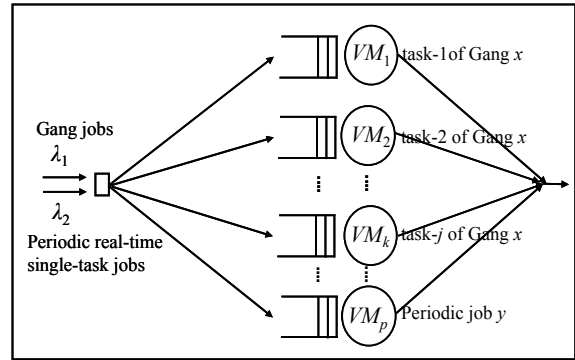 Gang jobs
λ1
λ2
Periodic real-time
single-task jobs
VM1 task-1of Gang x
VM2 task-2 of Gang x
VMk task-j of Gang x
VMp Periodic job y